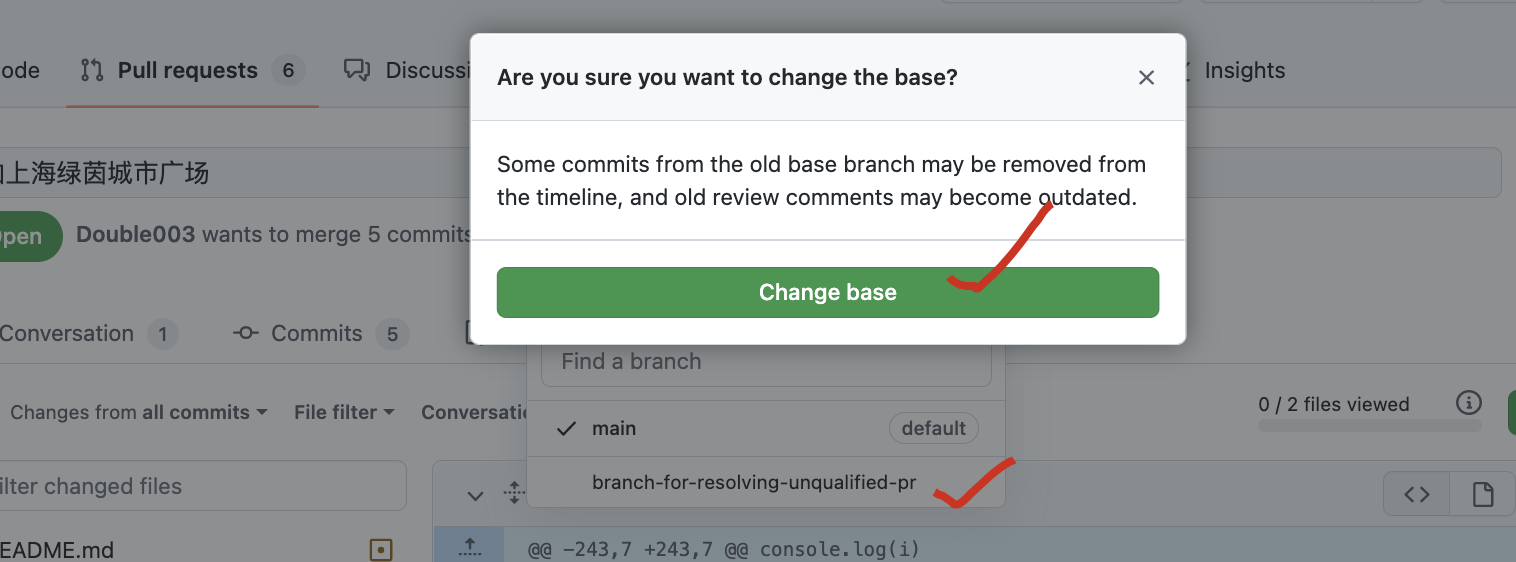 ode
Pull requests 6
Discussi
Insights
Are you sure you want to change the base?
Some commits from the old base branch may be removed from
the timeline, and old review comments may become outdated.
Change base
上海绿茵城市广场
pen
Double003 wants to merge 5 commits
Conversation 1
Commits 5
Find a branch
Changes from all commits
File filter
Conversatio
main
default
branch-for-resolving-unqualified-pr
0 / 2 files viewed
ilter changed files
EADME.md
@@ -243,7 +243,7 @@ console.log(i)